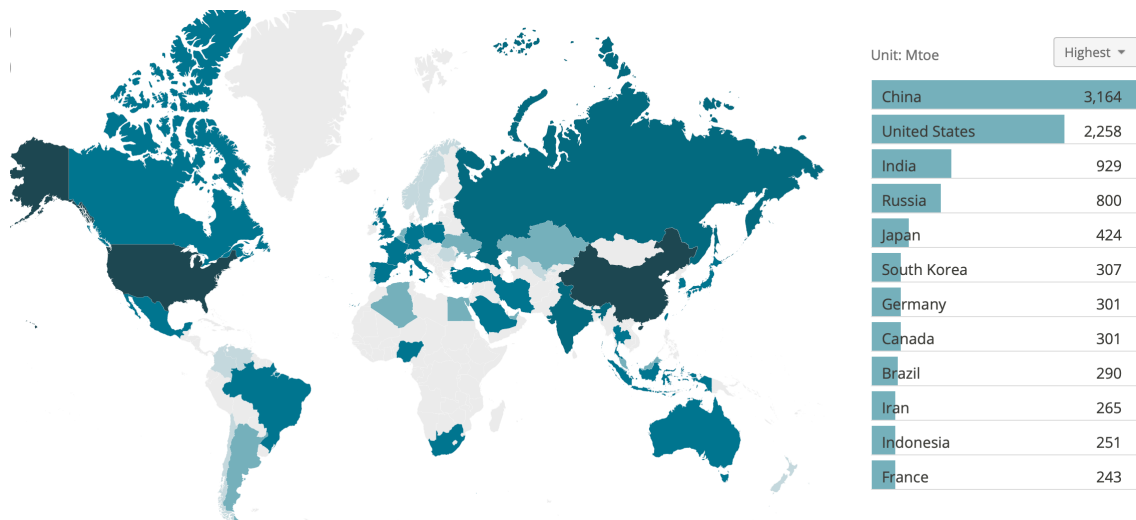 Unit: Mtoe Highest
China 3,164
United States 2,258
India 929
Russia 800
Japan 424
South Korea 307
Germany 301
Canada 301
Brazil 290
Iran 265
Indonesia 251
France 243